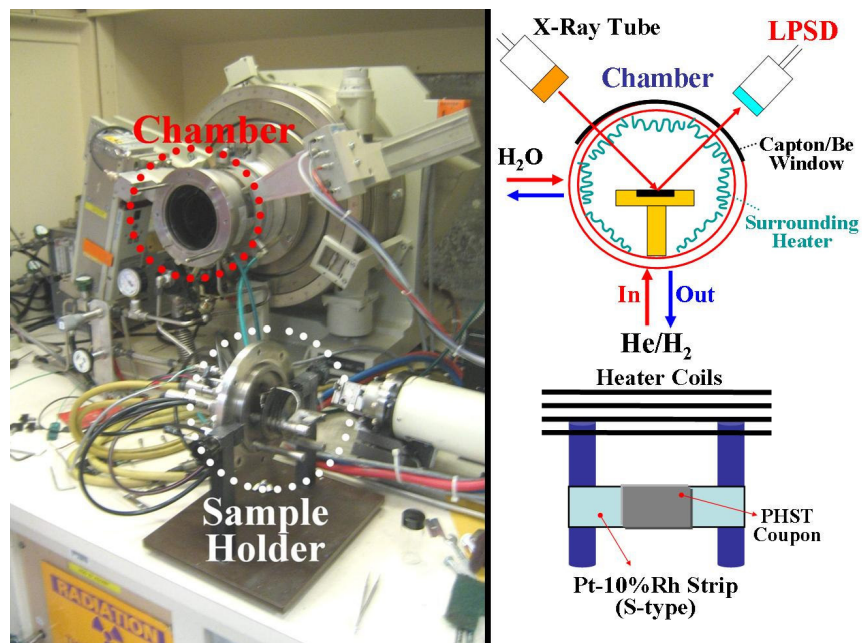 Chamber
Sample
Holder
RADIATION
X-Ray Tube
LPSD
Chamber
H₂O
Capton/Be
Window
Surrounding
Heater
In
Out
He/H₂
Heater Coils
PHST
Coupon
Pt-10%Rh Strip
(S-type)